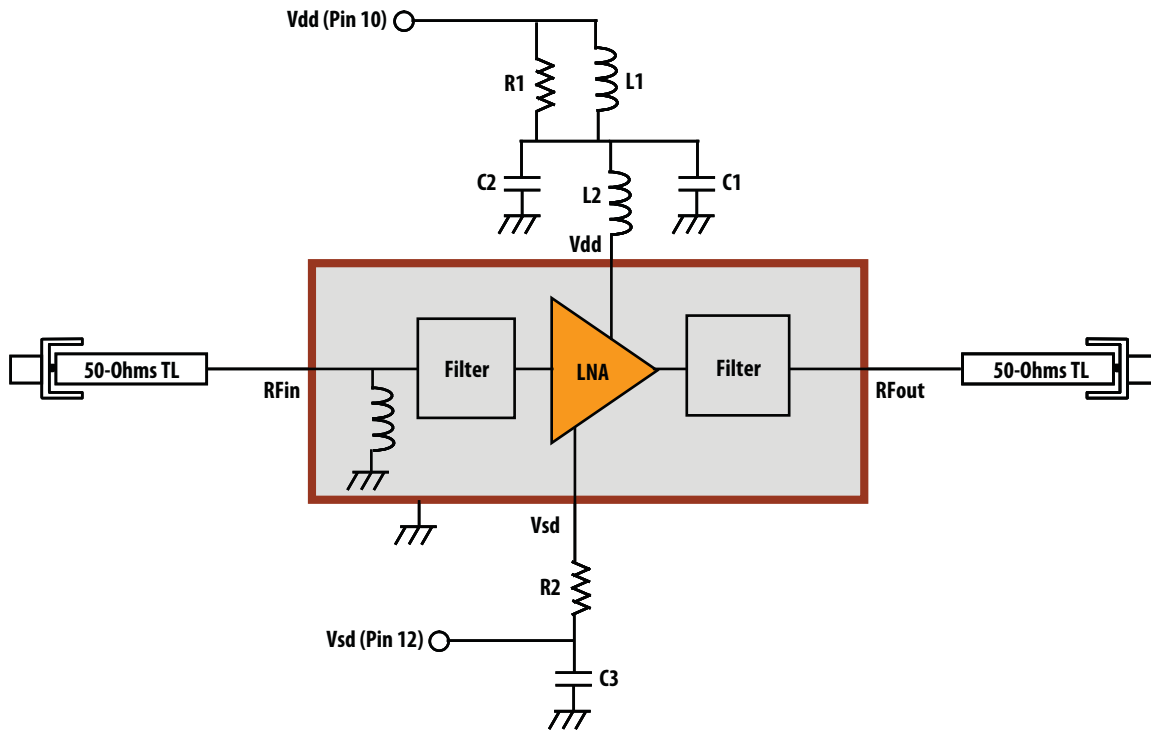 Vdd (Pin 10)
R1
L1
C2
L2
C1
Vdd
50-Ohms TL
RFin
Filter
LNA
Filter
RFout
50-Ohms TL
Vsd
R2
Vsd (Pin 12)
C3